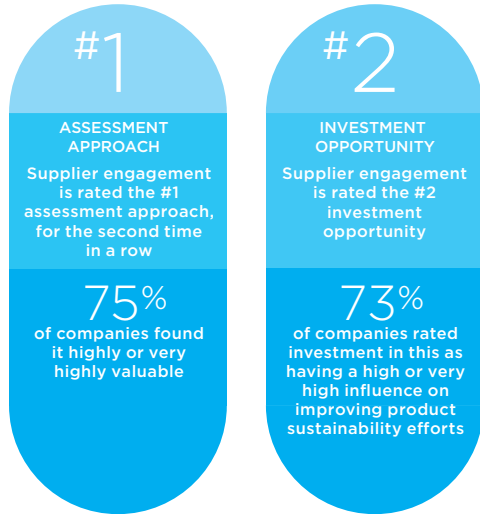 #1
ASSESSMENT
APPROACH
Supplier engagement
is rated the #1
assessment approach,
for the second time
in a row
75%
of companies found
it highly or very
highly valuable
#2
INVESTMENT
OPPORTUNITY
Supplier engagement
is rated the #2
investment
opportunity
73%
of companies rated
investment in this as
having a high or very
high influence on
improving product
sustainability efforts